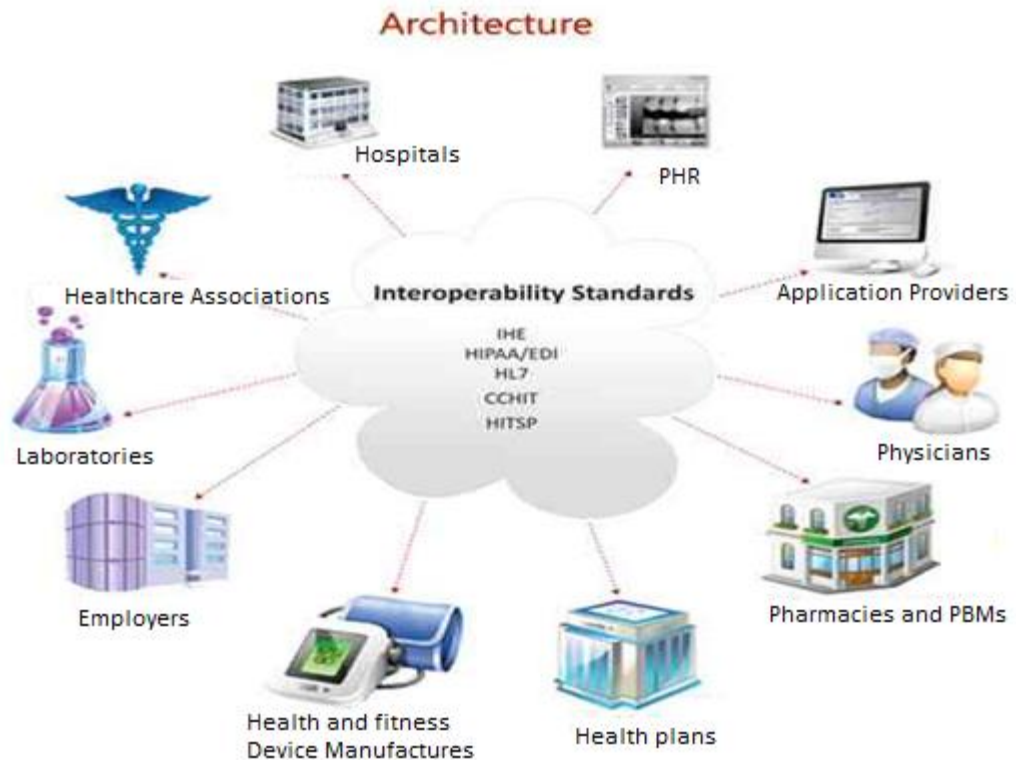 Architecture
Hospitals
PHR
Healthcare Associations
Interoperability Standards
Application Providers
IHE
HIPAA/EDI
HL7
CCHIT
HITSP
Laboratories
Physicians
Employers
Pharmacies and PBMs
Health and fitness
Device Manufactures
Health plans